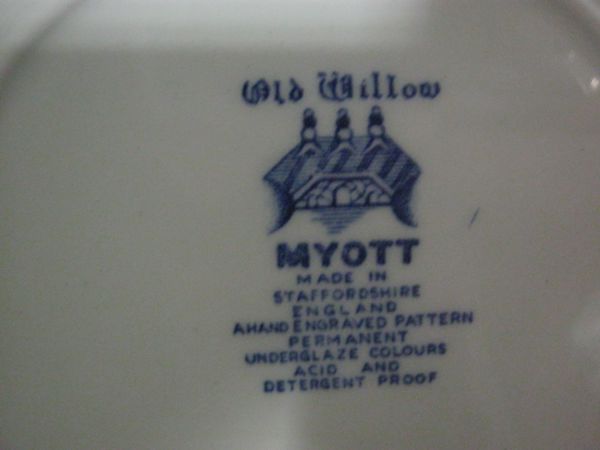 Old Willow
MYOTT
MADE IN
STAFFORDSHIRE
ENGLAND
A HAND ENGRAVED PATTERN
PERMANENT
UNDERGLAZE COLOURS
ACID AND
DETERGENT PROOF